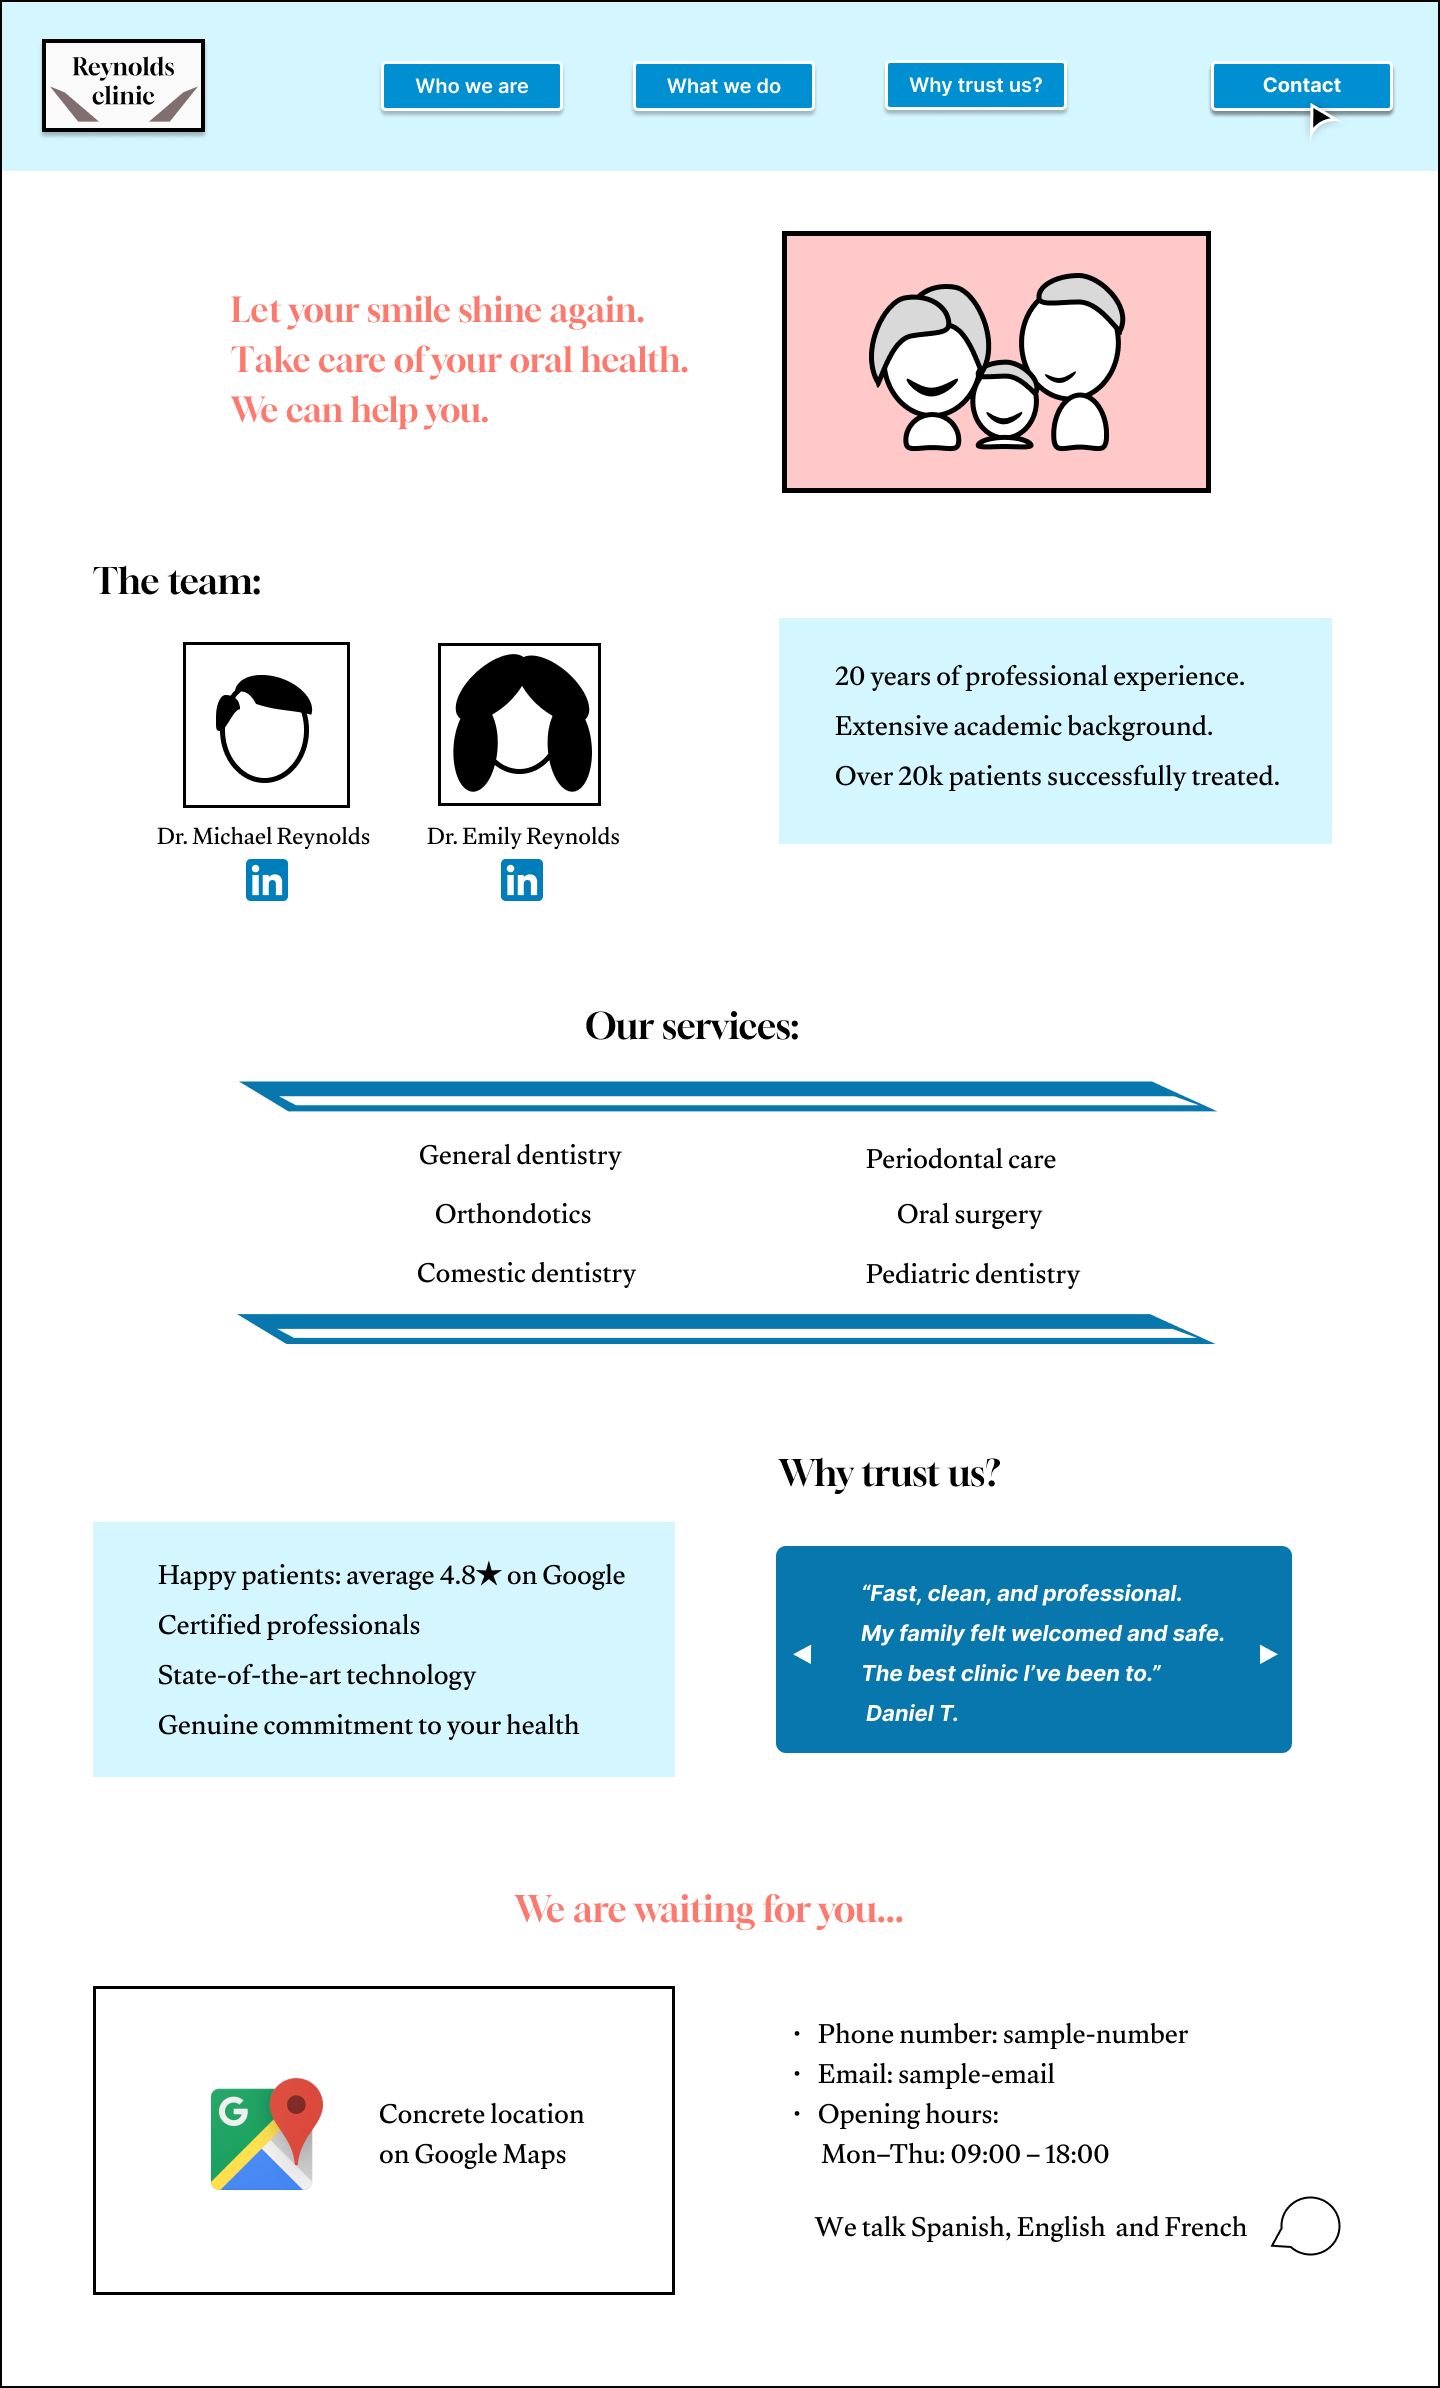 Reynolds
clinic
Who we are
What we do
Why trust us?
Contact
Let your smile shine again.
Take care of your oral health.
We can help you.
The team:
Dr. Michael Reynolds
Dr. Emily Reynolds
in
in
20 years of professional experience.
Extensive academic background.
Over 20k patients successfully treated.
Our services:
General dentistry
Orthondotics
Comestic dentistry
Periodontal care
Oral surgery
Pediatric dentistry
Happy patients: average 4.8★ on Google
Certified professionals
State-of-the-art technology
Genuine commitment to your health
Why trust us?
“Fast, clean, and professional.
My family felt welcomed and safe.
The best clinic I’ve been to.”
Daniel T.
We are waiting for you...
G
Concrete location
on Google Maps
· Phone number: sample-number
· Email: sample-email
· Opening hours:
Mon–Thu: 09:00 – 18:00
We talk Spanish, English and French